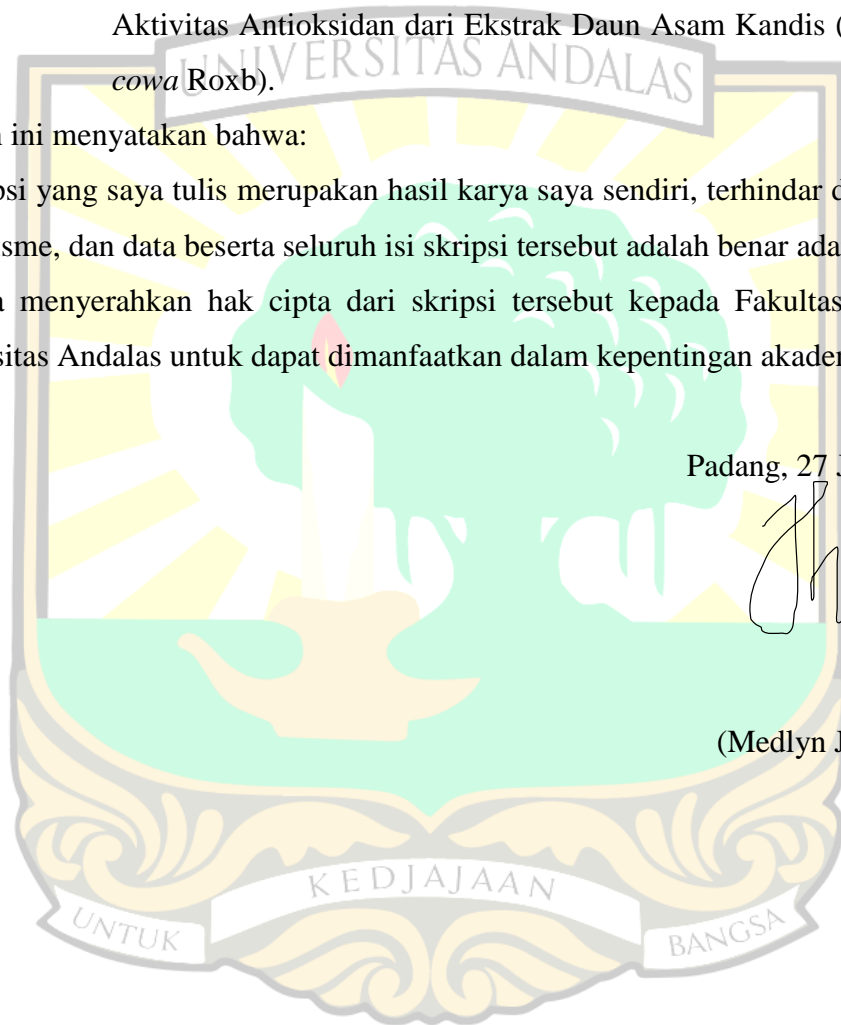 Aktivitas Antioksidan dari Ekstrak Daun Asam Kandis (
UNIVERSITAS ANDALAS
cowa Roxb).
ini menyatakan bahwa:
si yang saya tulis merupakan hasil karya saya sendiri, terhindar d
isme, dan data beserta seluruh isi skripsi tersebut adalah benar ada
menyerahkan hak cipta dari skripsi tersebut kepada Fakultas
sitas Andalas untuk dapat dimanfaatkan dalam kepentingan akade
Padang, 27 J
(Medlyn J
KEDJAJAAN
UNTUK
BANGSA